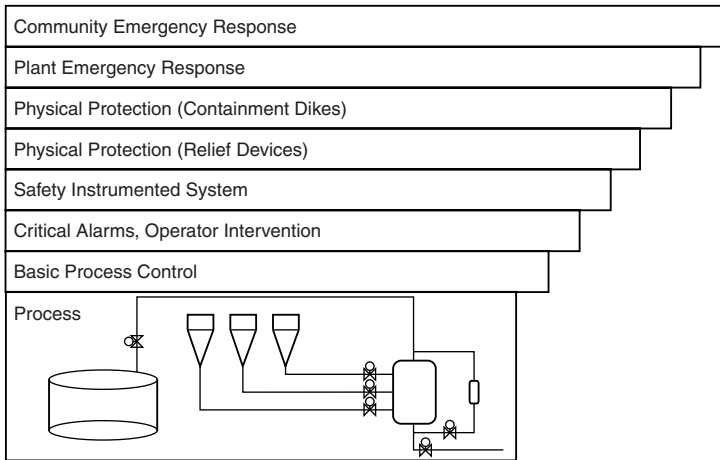 Community Emergency Response
Plant Emergency Response
Physical Protection (Containment Dikes)
Physical Protection (Relief Devices)
Safety Instrumented System
Critical Alarms, Operator Intervention
Basic Process Control
Process